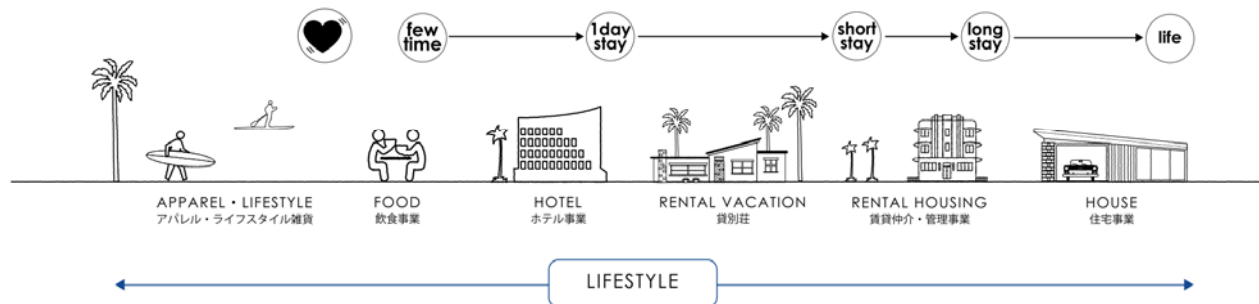 few
time
1day
stay
short
stay
long
stay
life
APPAREL・LIFESTYLE
アパレル・ライフスタイル雑貨
FOOD
飲食事業
HOTEL
ホテル事業
RENTAL VACATION
貸別荘
RENTAL HOUSING
賃貸仲介・管理事業
HOUSE
住宅事業
LIFESTYLE